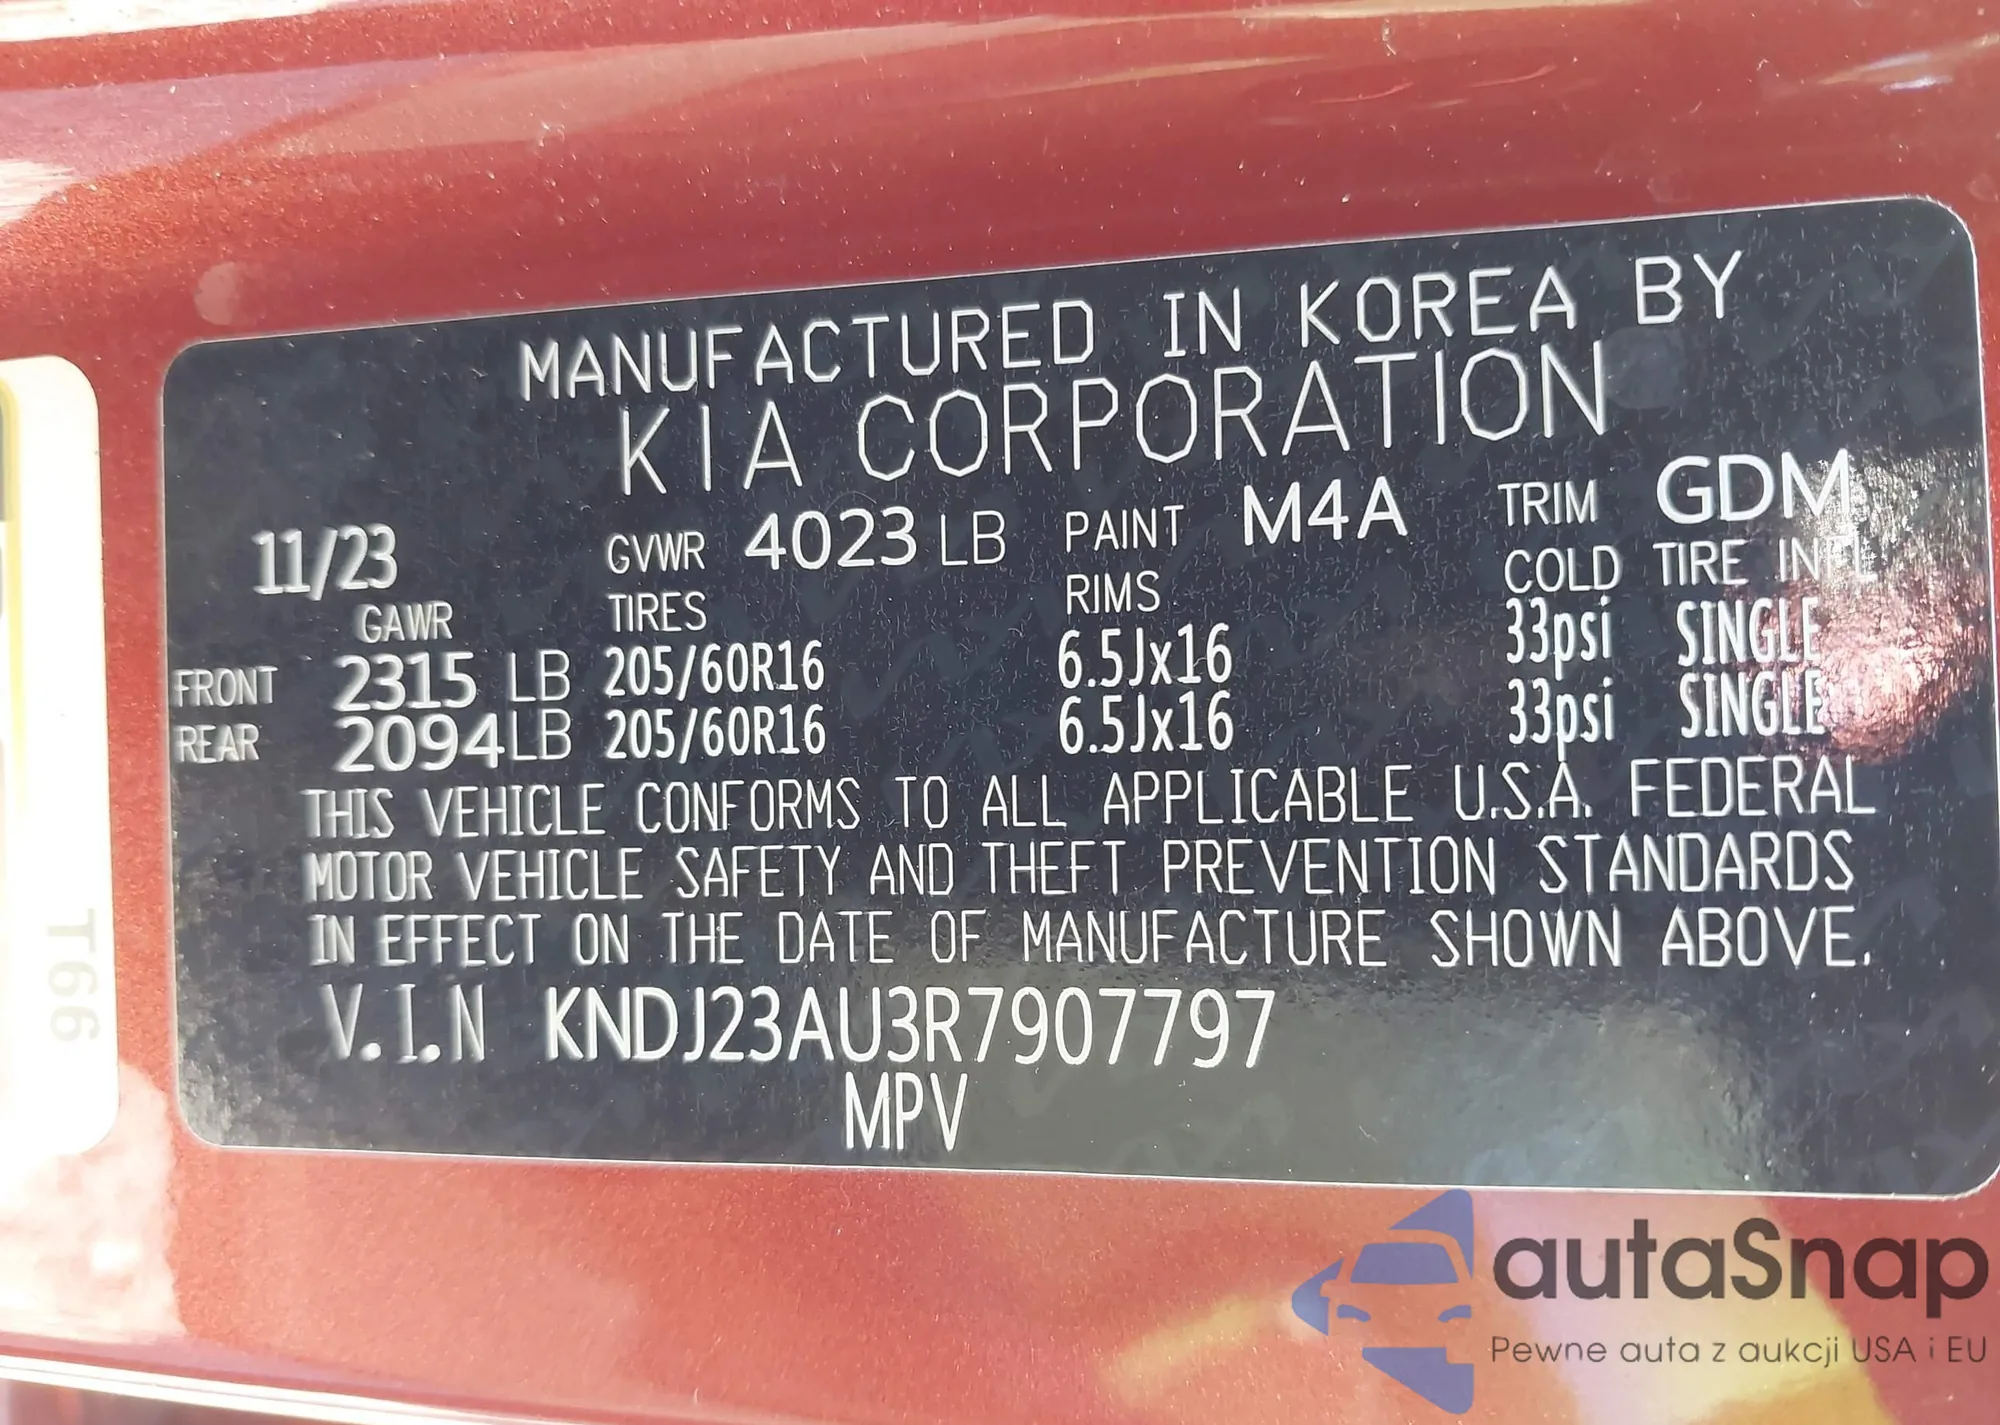 MANUFACTURED IN KOREA BY
KIA CORPORATION
11/23 GVWR 4023 LB PAINT M4A TRIM GDM
GAWR TIRES RIMS COLD TIRE INFL
FRONT 2315 LB 205/60R16 6.5Jx16 33psi SINGLE
REAR 2094 LB 205/60R16 6.5Jx16 33psi SINGLE
THIS VEHICLE CONFORMS TO ALL APPLICABLE U.S.A. FEDERAL
MOTOR VEHICLE SAFETY AND THEFT PREVENTION STANDARDS
IN EFFECT ON THE DATE OF MANUFACTURE SHOWN ABOVE.
V.I.N KNDJ23AU3R7907797
MPV
T66
autaSnap
Pewne auta z aukcji USA i EU